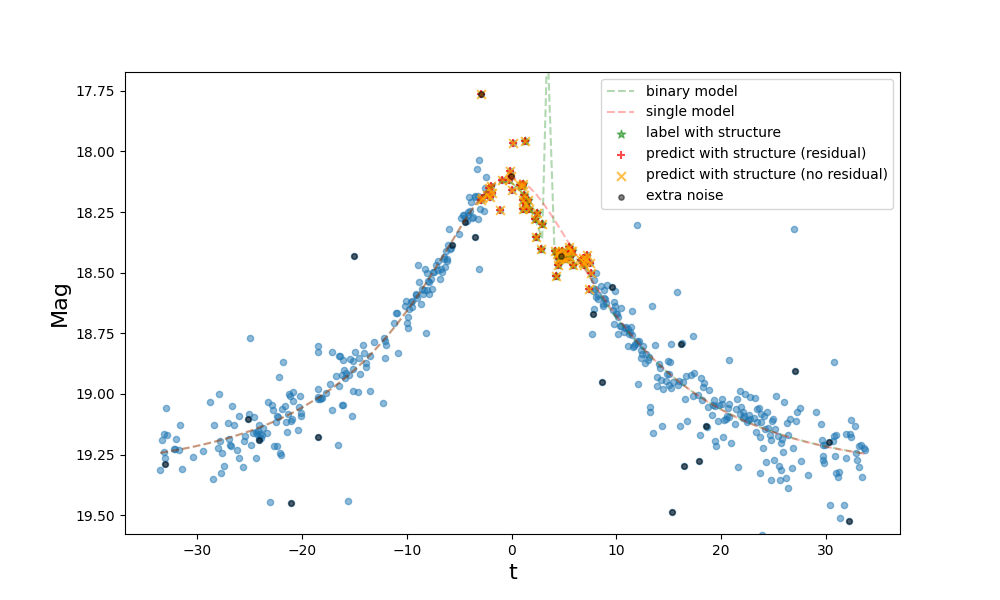 17.75
18.00
18.25
18.50
18.75
19.00
19.25
19.50
Mag
binary model
single model
label with structure
predict with structure (residual)
predict with structure (no residual)
extra noise
−30
−20
−10
0
10
20
30
t